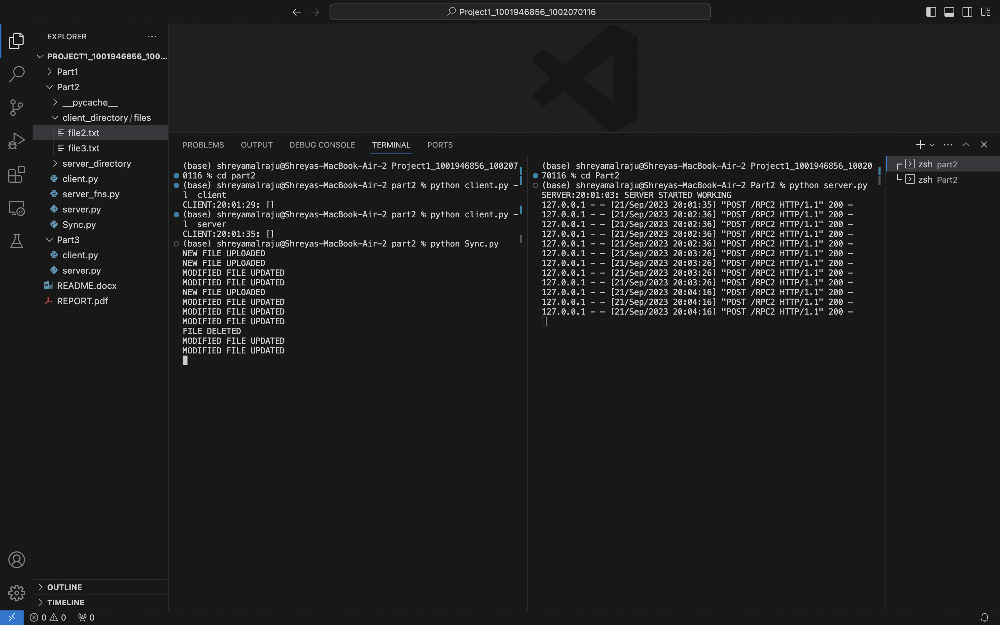 Project1_1001946856_1002070116
EXPLORER
PROJECT1_1001946856_100...
Part1
Part2
__pycache__
client_directory/files
file2.txt
file3.txt
server_directory
client.py
server_fns.py
server.py
Sync.py
Part3
client.py
server.py
README.docx
REPORT.pdf
OUTLINE
TIMELINE
PROBLEMS OUTPUT DEBUG CONSOLE TERMINAL PORTS
(base) shreyamalraju@Shreyas-MacBook-Air-2 Project1_1001946856_100207
0116 % cd part2
(base) shreyamalraju@Shreyas-MacBook-Air-2 part2 % python client.py -
l  client
CLIENT:20:01:29: []
(base) shreyamalraju@Shreyas-MacBook-Air-2 part2 % python client.py -
l  server
CLIENT:20:01:35: []
(base) shreyamalraju@Shreyas-MacBook-Air-2 part2 % python Sync.py
NEW FILE UPLOADED
NEW FILE UPLOADED
MODIFIED FILE UPDATED
MODIFIED FILE UPDATED
NEW FILE UPLOADED
MODIFIED FILE UPDATED
MODIFIED FILE UPDATED
MODIFIED FILE UPDATED
FILE DELETED
MODIFIED FILE UPDATED
MODIFIED FILE UPDATED
(base) shreyamalraju@Shreyas-MacBook-Air-2 Project1_1001946856_10020
70116 % cd Part2
(base) shreyamalraju@Shreyas-MacBook-Air-2 Part2 % python server.py
SERVER:20:01:03: SERVER STARTED WORKING
127.0.0.1 - - [21/Sep/2023 20:01:35] "POST /RPC2 HTTP/1.1" 200 -
127.0.0.1 - - [21/Sep/2023 20:02:36] "POST /RPC2 HTTP/1.1" 200 -
127.0.0.1 - - [21/Sep/2023 20:02:36] "POST /RPC2 HTTP/1.1" 200 -
127.0.0.1 - - [21/Sep/2023 20:02:36] "POST /RPC2 HTTP/1.1" 200 -
127.0.0.1 - - [21/Sep/2023 20:02:36] "POST /RPC2 HTTP/1.1" 200 -
127.0.0.1 - - [21/Sep/2023 20:03:26] "POST /RPC2 HTTP/1.1" 200 -
127.0.0.1 - - [21/Sep/2023 20:03:26] "POST /RPC2 HTTP/1.1" 200 -
127.0.0.1 - - [21/Sep/2023 20:03:26] "POST /RPC2 HTTP/1.1" 200 -
127.0.0.1 - - [21/Sep/2023 20:03:26] "POST /RPC2 HTTP/1.1" 200 -
127.0.0.1 - - [21/Sep/2023 20:04:16] "POST /RPC2 HTTP/1.1" 200 -
127.0.0.1 - - [21/Sep/2023 20:04:16] "POST /RPC2 HTTP/1.1" 200 -
127.0.0.1 - - [21/Sep/2023 20:04:16] "POST /RPC2 HTTP/1.1" 200 -
zsh part2
zsh Part2
0 0 0